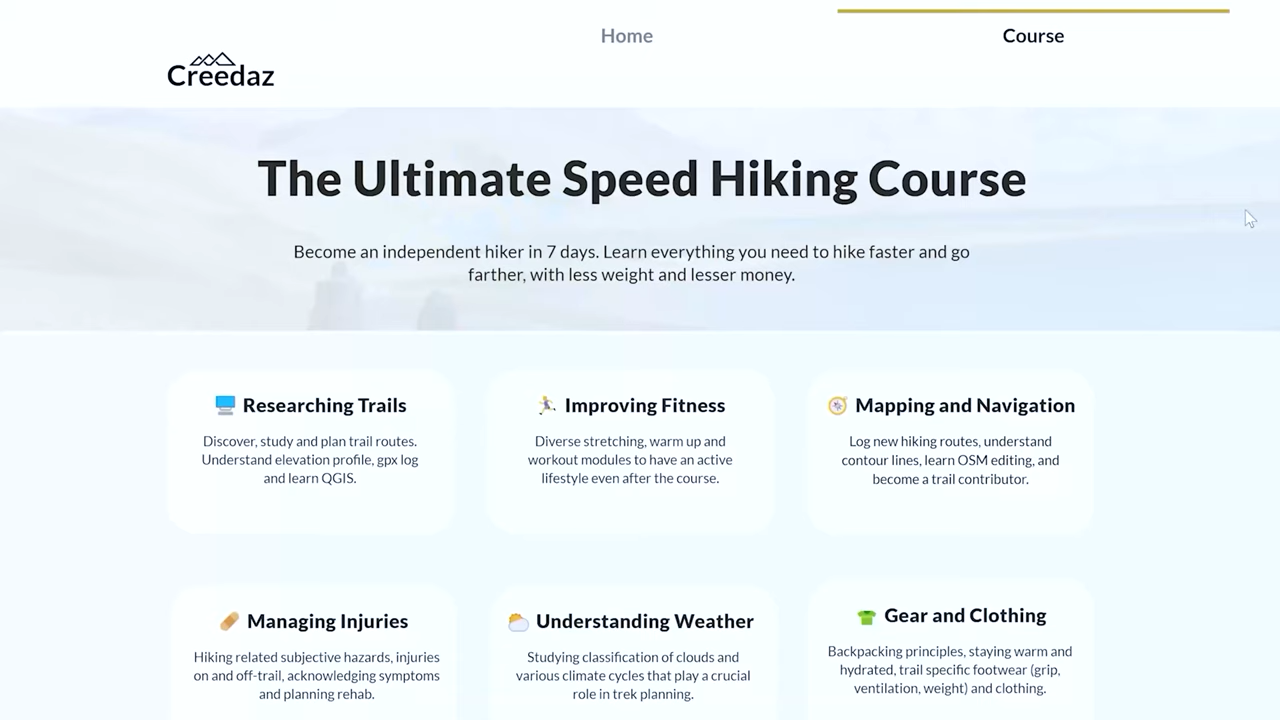 Home
Course
Creedaz
The Ultimate Speed Hiking Course
Become an independent hiker in 7 days. Learn everything you need to hike faster and go
farther, with less weight and lesser money.
Researching Trails
Discover, study and plan trail routes.
Understand elevation profile, gpx log
and learn QGIS.
Improving Fitness
Diverse stretching, warm up and
workout modules to have an active
lifestyle even after the course.
Mapping and Navigation
Log new hiking routes, understand
contour lines, learn OSM editing, and
become a trail contributor.
Managing Injuries
Hiking related subjective hazards, injuries
on and off-trail, acknowledging symptoms
and planning rehab.
Understanding Weather
Studying classification of clouds and
various climate cycles that play a crucial
role in trek planning.
Gear and Clothing
Backpacking principles, staying warm and
hydrated, trail specific footwear (grip,
ventilation, weight) and clothing.